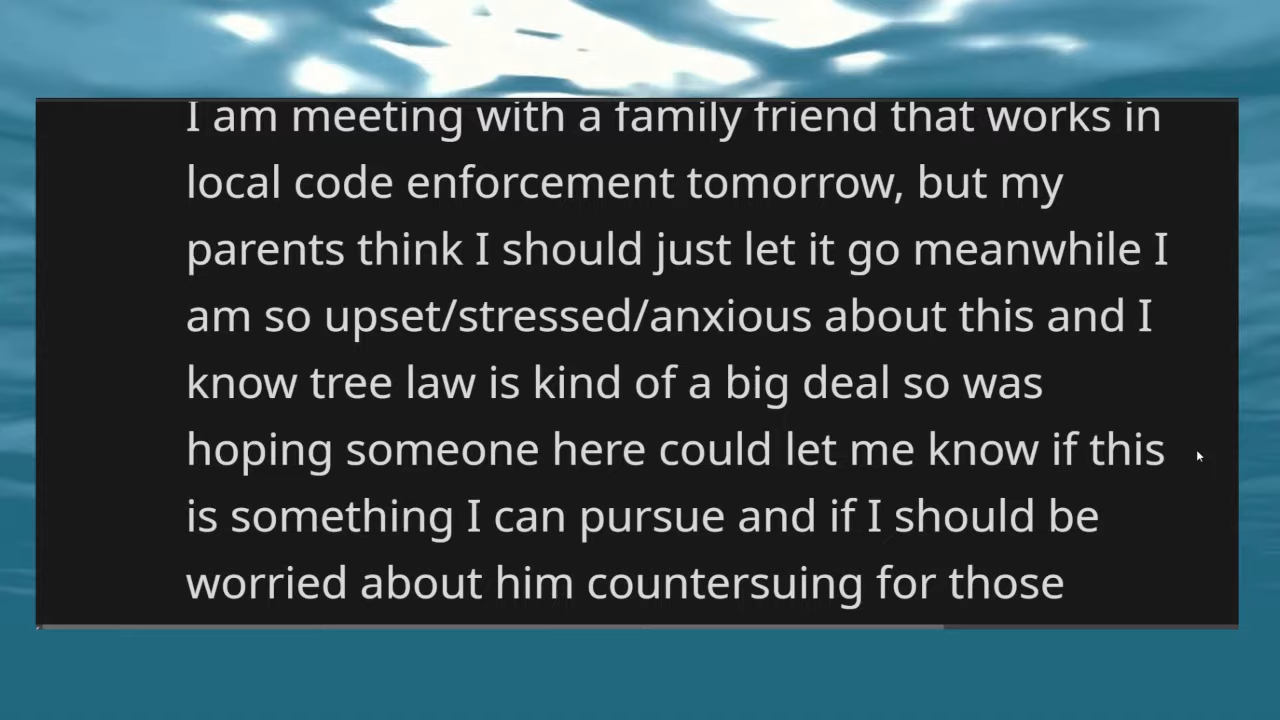 I am meeting with a family friend that works in
local code enforcement tomorrow, but my
parents think I should just let it go meanwhile I
am so upset/stressed/anxious about this and I
know tree law is kind of a big deal so was
hoping someone here could let me know if this
is something I can pursue and if I should be
worried about him countersuing for those